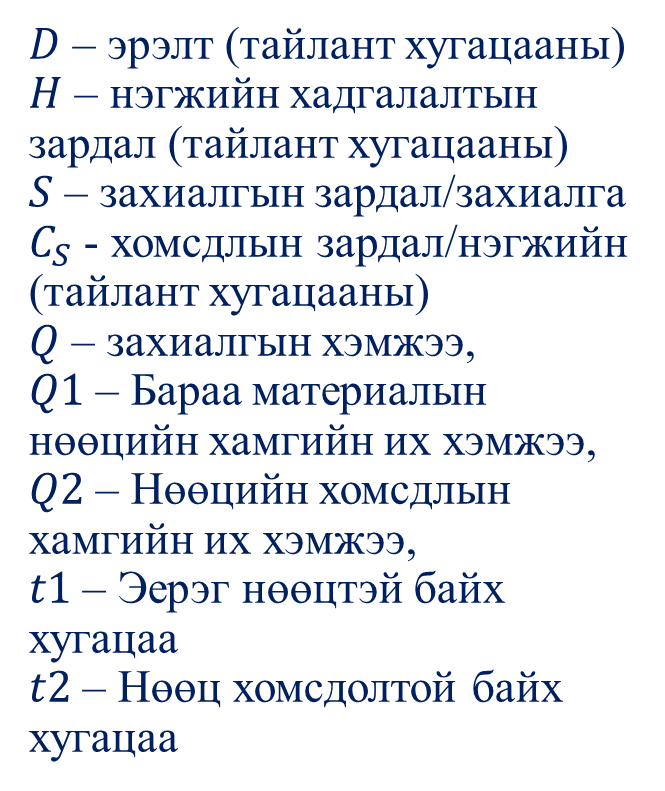 D – эрэлт (тайлант хугацааны)
H – нэгжийн хадгалалтын
зардал (тайлант хугацааны)
S – захиалгын зардал/захиалга
C_S - хомсдлын зардал/нэгжийн
(тайлант хугацааны)
Q – захиалгын хэмжээ,
Q1 – Бараа материалын
нөөцийн хамгийн их хэмжээ,
Q2 – Нөөцийн хомсдлын
хамгийн их хэмжээ,
t1 – Эерэг нөөцтэй байх
хугацаа
t2 – Нөөц хомсдолтой байх
хугацаа